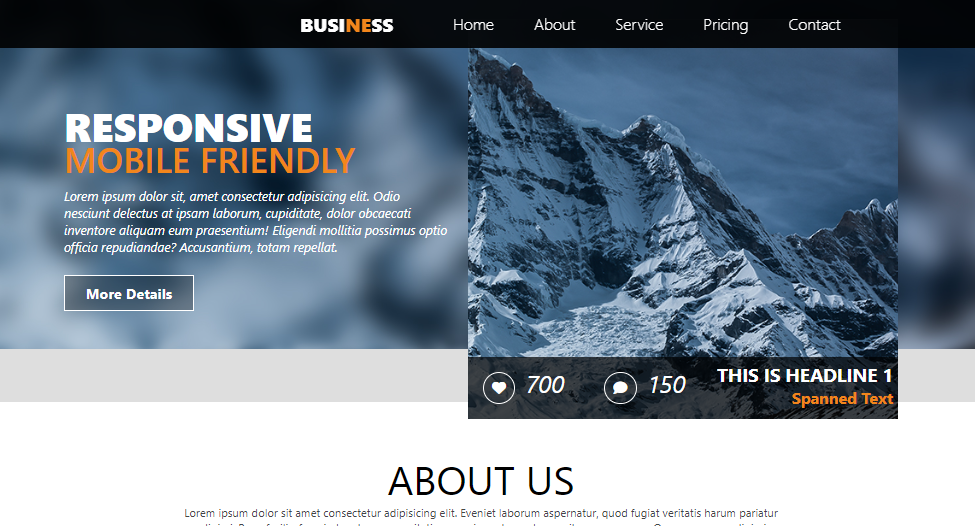 BUSINESS
Home
About
Service
Pricing
Contact
RESPONSIVE
MOBILE FRIENDLY
Lorem ipsum dolor sit, amet consectetur adipisicing elit. Odio
nesciunt delectus at ipsam laborum, cupiditate, dolor obcaecati
inventore aliquam eum praesentium! Eligendi mollitia possimus optio
officia repudiandae? Accusantium, totam repellat.
More Details
700
150
THIS IS HEADLINE 1
Spanned Text
ABOUT US
Lorem ipsum dolor sit amet consectetur adipisicing elit. Eveniet laborum aspernatur, quod fugiat veritatis harum pariatur